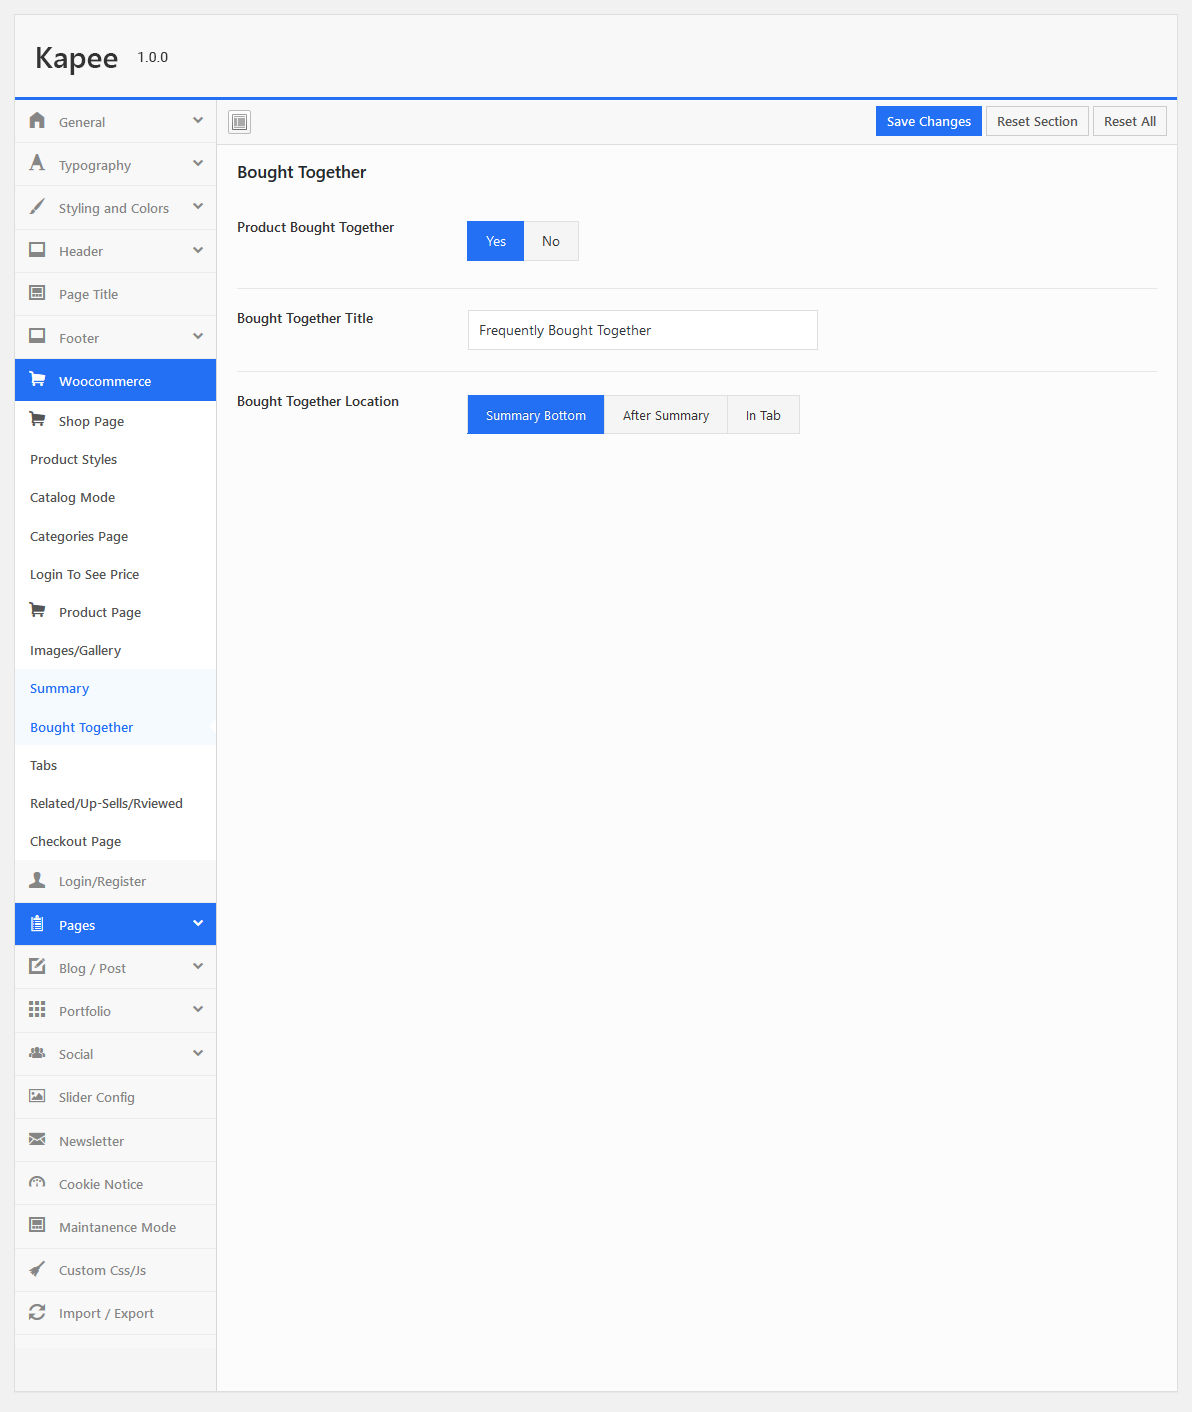 Kapee 1.0.0
General
Typography
Styling and Colors
Header
Page Title
Footer
Woocommerce
Shop Page
Product Styles
Catalog Mode
Categories Page
Login To See Price
Product Page
Images/Gallery
Summary
Bought Together
Tabs
Related/Up-Sells/Rviewed
Checkout Page
Login/Register
Pages
Blog / Post
Portfolio
Social
Slider Config
Newsletter
Cookie Notice
Maintanence Mode
Custom Css/Js
Import / Export
Save Changes Reset Section Reset All
Bought Together
Product Bought Together Yes No
Bought Together Title Frequently Bought Together
Bought Together Location Summary Bottom After Summary In Tab